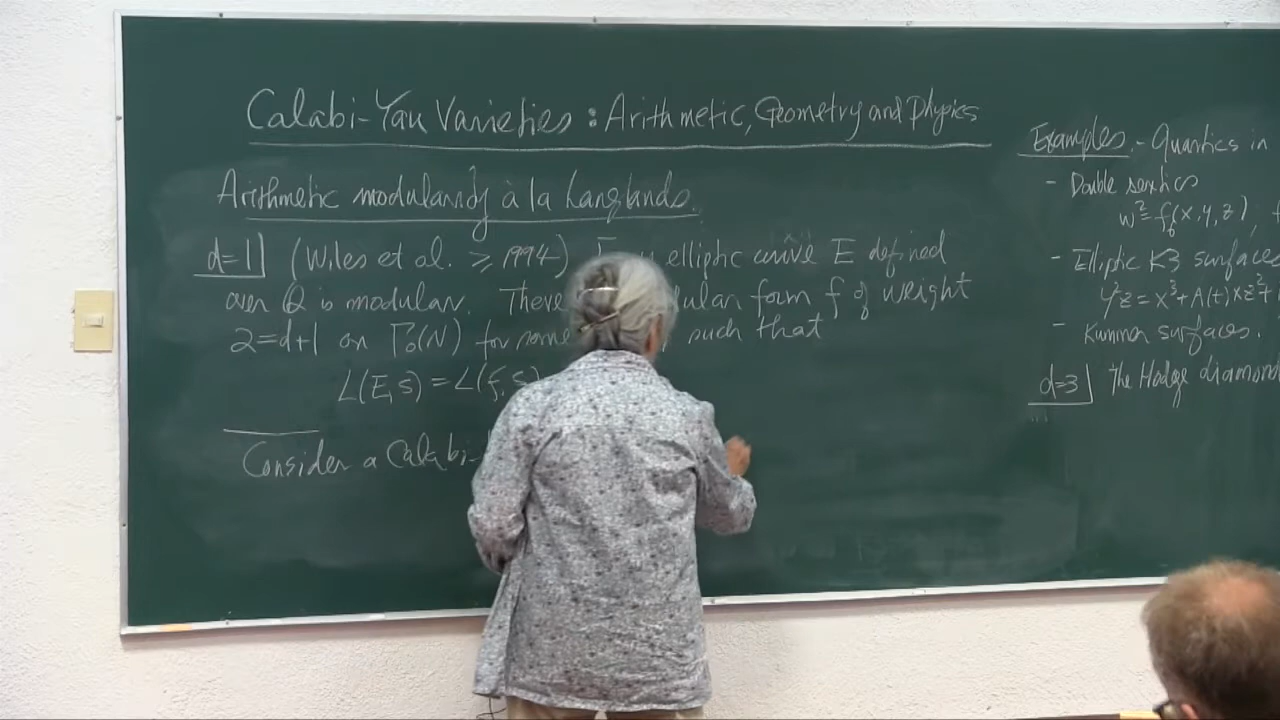 Calabi-Yau Varieties : Arithmetic, Geometry and Physics
Arithmetic modularity à la Langlands.
d=1 (Wiles et al. ≥ 1994) elliptic curve E defined
over Q is modular. There form f of weight
2=d+1 on Γ₀(N) for some such that
L(E,s) = L(f,s)
Consider a Calabi-
Examples. - Quartics in
- Double sextics
w²=f₆(x,y,z),
- Elliptic K3 surfaces
y²z = x³+A(t)xz²+
- Kummer surfaces.
d=3 The Hodge diamond